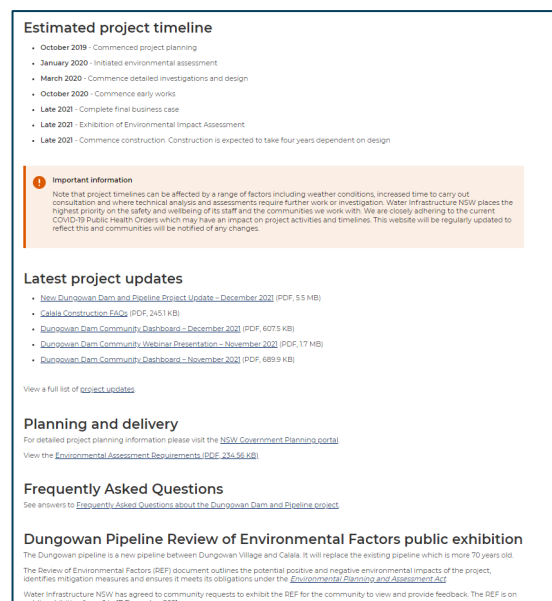 Estimated project timeline
October 2019 - Commenced project planning
January 2020 - Initiated environmental assessment
March 2020 - Commence detailed investigations and design
October 2020 - Commence early works
Late 2021 - Complete final business case
Late 2021 - Exhibition of Environmental Impact Assessment
Late 2021 - Commence construction. Construction is expected to take four years dependent on design
Important information
Note that project timelines can be affected by a range of factors including weather conditions, increased time to carry out
consultation and where technical analysis and assessments require further work or investigation. Water Infrastructure NSW places the
highest priority on the safety and wellbeing of its staff and the communities we work with. We are closely adhering to the current
COVID-19 Public Health Orders which may have an impact on project activities and timelines. This website will be regularly updated to
reflect this and communities will be notified of any changes.
Latest project updates
New Dungowan Dam and Pipeline Project Update – December 2021 (PDF, 5.5 MB)
Calala Construction FAQs (PDF, 245.1 KB)
Dungowan Dam Community Dashboard – December 2021 (PDF, 607.5 KB)
Dungowan Dam Community Webinar Presentation – November 2021 (PDF, 1.7 MB)
Dungowan Dam Community Dashboard – November 2021 (PDF, 689.9 KB)
View a full list of project updates.
Planning and delivery
For detailed project planning information please visit the NSW Government Planning portal.
View the Environmental Assessment Requirements (PDF, 234.56 KB)
Frequently Asked Questions
See answers to Frequently Asked Questions about the Dungowan Dam and Pipeline project
Dungowan Pipeline Review of Environmental Factors public exhibition
The Dungowan pipeline is a new pipeline between Dungowan Village and Calala. It will replace the existing pipeline which is more 70 years old.
The Review of Environmental Factors (REF) document outlines the potential positive and negative environmental impacts of the project,
identifies mitigation measures and ensures it meets its obligations under the Environmental Planning and Assessment Act.
Water Infrastructure NSW has agreed to community requests to exhibit the REF for the community to view and provide feedback. The REF is on